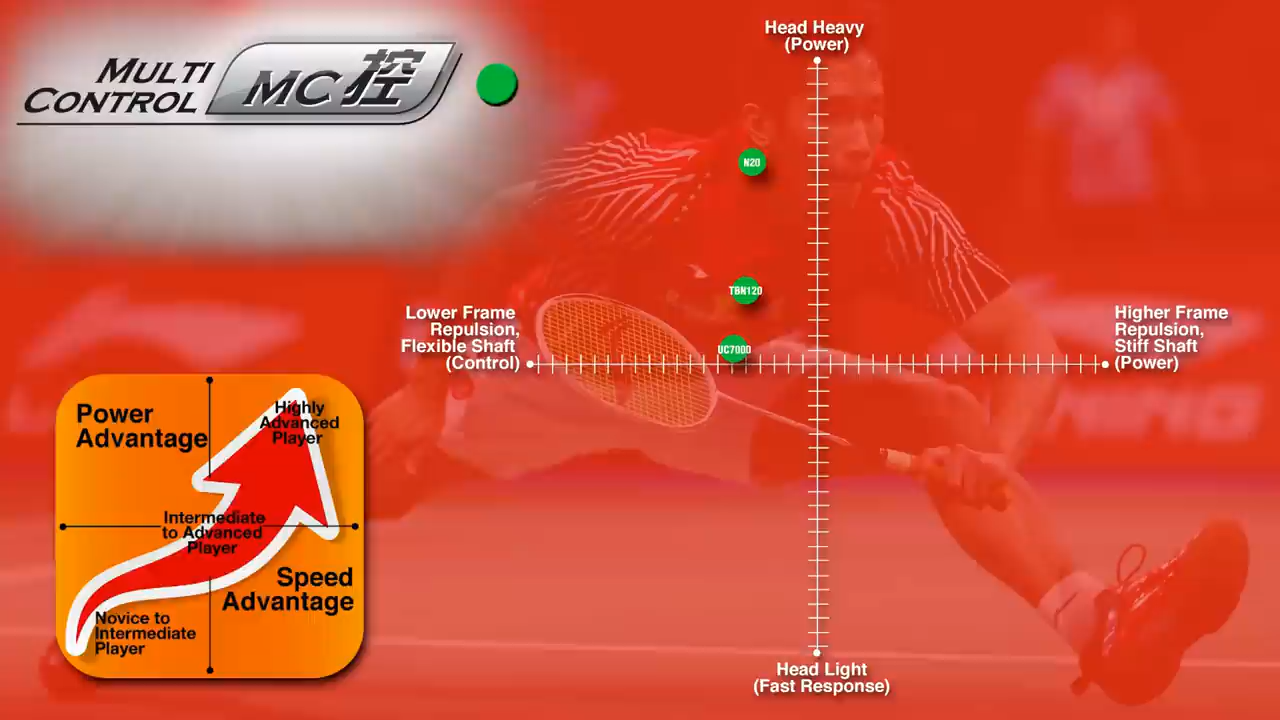 MULTI
CONTROL
MC控
Head Heavy
(Power)
N20
TBN120
UC7000
Lower Frame
Repulsion,
Flexible Shaft
(Control)
Higher Frame
Repulsion,
Stiff Shaft
(Power)
Head Light
(Fast Response)
Power
Advantage
Highly
Advanced
Player
Intermediate
to Advanced
Player
Speed
Advantage
Novice to
Intermediate
Player